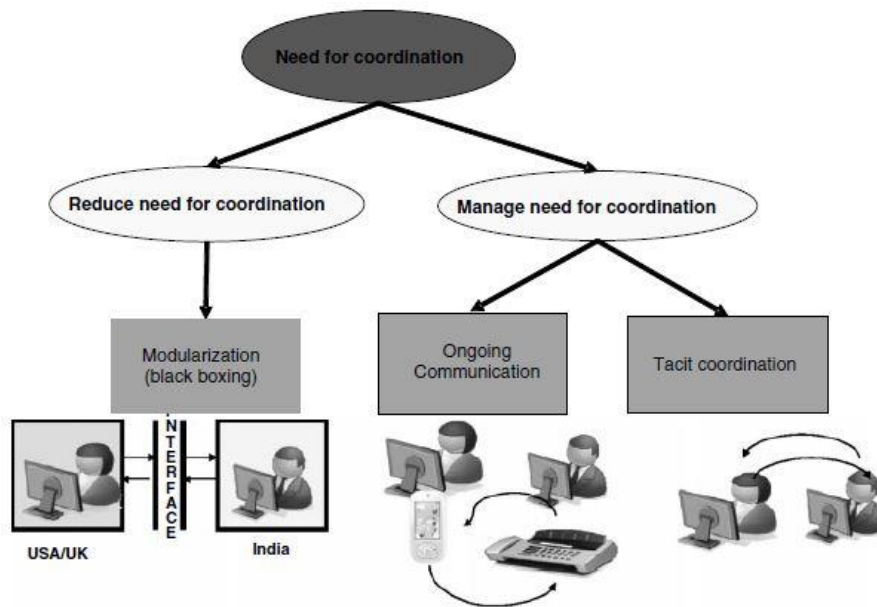 Need for coordination
Reduce need for coordination
Manage need for coordination
Modularization
(black boxing)
Ongoing
Communication
Tacit coordination
INTERFACE
USA/UK
India